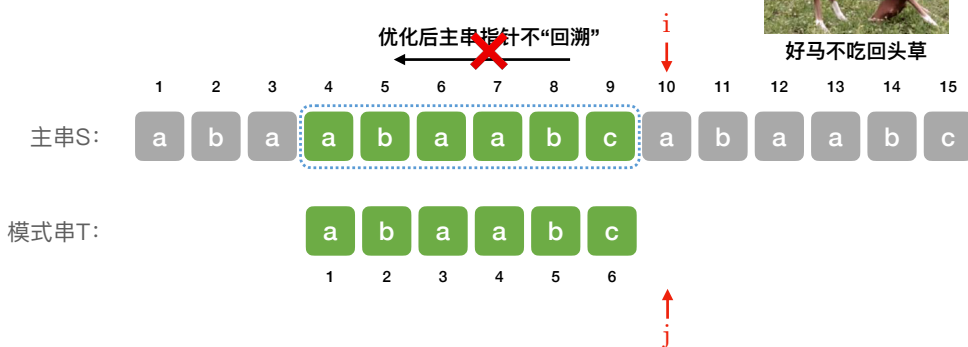 i
优化后主串指针不“回溯”
好马不吃回头草
1 2 3 4 5 6 7 8 9 10 11 12 13 14 15
主串S: a b a a b a a b c a b a a b c
模式串T: a b a a b c
1 2 3 4 5 6
j